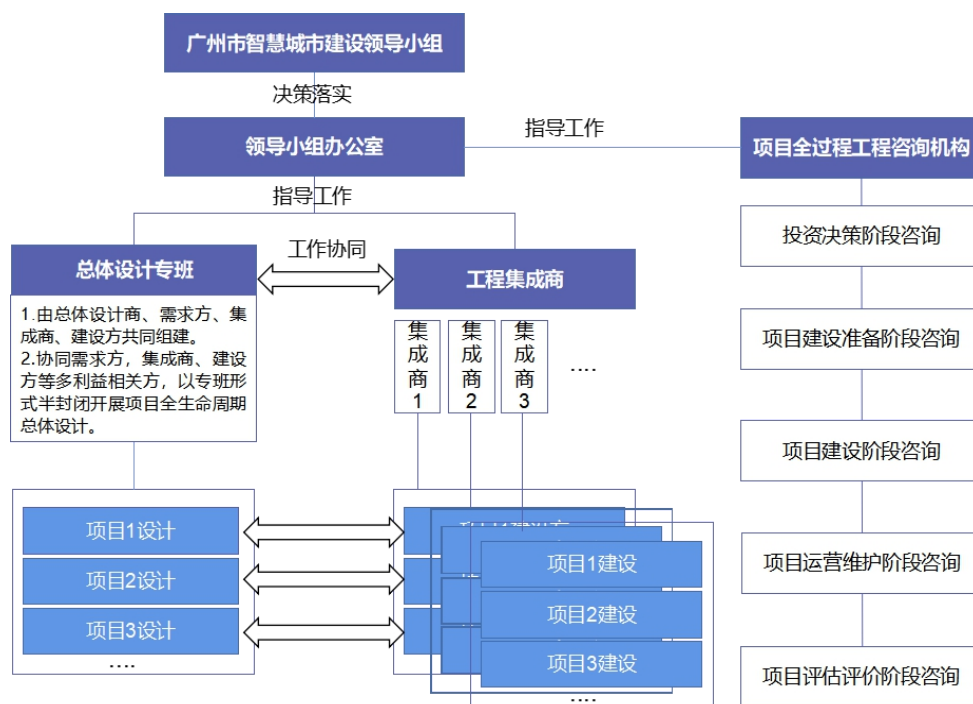 广州市智慧城市建设领导小组
决策落实
领导小组办公室
指导工作
项目全过程工程咨询机构
指导工作
总体设计专班
工作协同
工程集成商
1.由总体设计商、需求方、集
成商、建设方共同组建。
2.协同需求方，集成商、建设
方等多利益相关方，以专班形
式半封闭开展项目全生命周期
总体设计。
集成商1
集成商2
集成商3
....
项目1设计
项目2设计
项目3设计
....
项目1建设
项目2建设
项目3建设
....
投资决策阶段咨询
项目建设准备阶段咨询
项目建设阶段咨询
项目运营维护阶段咨询
项目评估评价阶段咨询